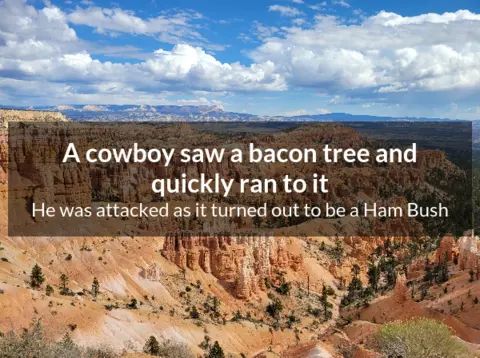 A cowboy saw a bacon tree and
quickly ran to it
He was attacked as it turned out to be a Ham Bush